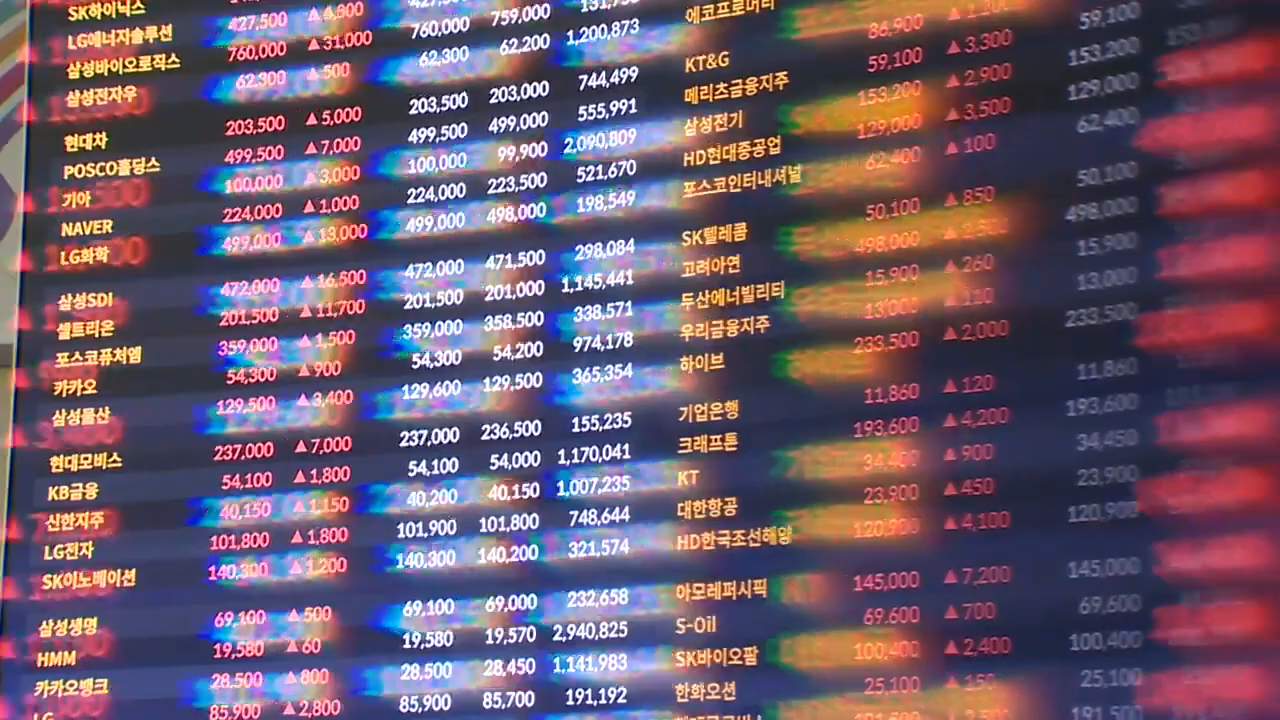 SK하이닉스
LG에너지솔루션 427,500
삼성바이오로직스 760,000 ▲31,000 760,000 759,000
삼성전자우 62,300 ▲500 62,300 62,200 1,200,873 에코프로머티
현대차 203,500 ▲5,000 203,500 203,000 744,499 KT&G 86,900
POSCO홀딩스 499,500 ▲7,000 499,500 499,000 555,991 메리츠금융지주 59,100 ▲3,300 59,100
기아 100,000 ▲3,000 100,000 99,900 2,090,809 삼성전기 153,200 ▲2,900 153,200
NAVER 224,000 ▲1,000 224,000 223,500 521,670 HD현대중공업 129,000 ▲3,500 129,000
LG화학 499,000 ▲13,000 499,000 498,000 198,549 포스코인터내셔널 62,400 ▲100 62,400
삼성SDI 472,000 ▲16,500 472,000 471,500 298,084 SK텔레콤 50,100 ▲850 50,100
셀트리온 201,500 ▲11,700 201,500 201,000 1,145,441 고려아연 498,000 498,000
포스코퓨처엠 359,000 ▲1,500 359,000 358,500 338,571 두산에너빌리티 15,900 ▲260 15,900
카카오 54,300 ▲900 54,300 54,200 974,178 우리금융지주 13,000 13,000
삼성물산 129,500 ▲3,400 129,600 129,500 365,354 하이브 233,500 ▲2,000 233,500
현대모비스 237,000 ▲7,000 237,000 236,500 155,235 기업은행 11,860 ▲120 11,860
KB금융 54,100 ▲1,800 54,100 54,000 1,170,041 크래프톤 193,600 ▲4,200 193,600
신한지주 40,150 ▲1,150 40,200 40,150 1,007,235 KT 34,450 ▲900 34,450
LG전자 101,800 ▲1,800 101,900 101,800 748,644 대한항공 23,900 ▲450 23,900
SK이노베이션 140,300 ▲1,200 140,300 140,200 321,574 HD한국조선해양 120,900 ▲4,100 120,900
삼성생명 69,100 ▲500 69,100 69,000 232,658 아모레퍼시픽 145,000 ▲7,200 145,000
HMM 19,580 ▲60 19,580 19,570 2,940,825 S-Oil 69,600 ▲700 69,600
카카오뱅크 28,500 ▲800 28,500 28,450 1,141,983 SK바이오팜 100,400 ▲2,400 100,400
LG 85,900 ▲2,800 85,900 85,700 191,192 한화오션 25,100 ▲150 25,100